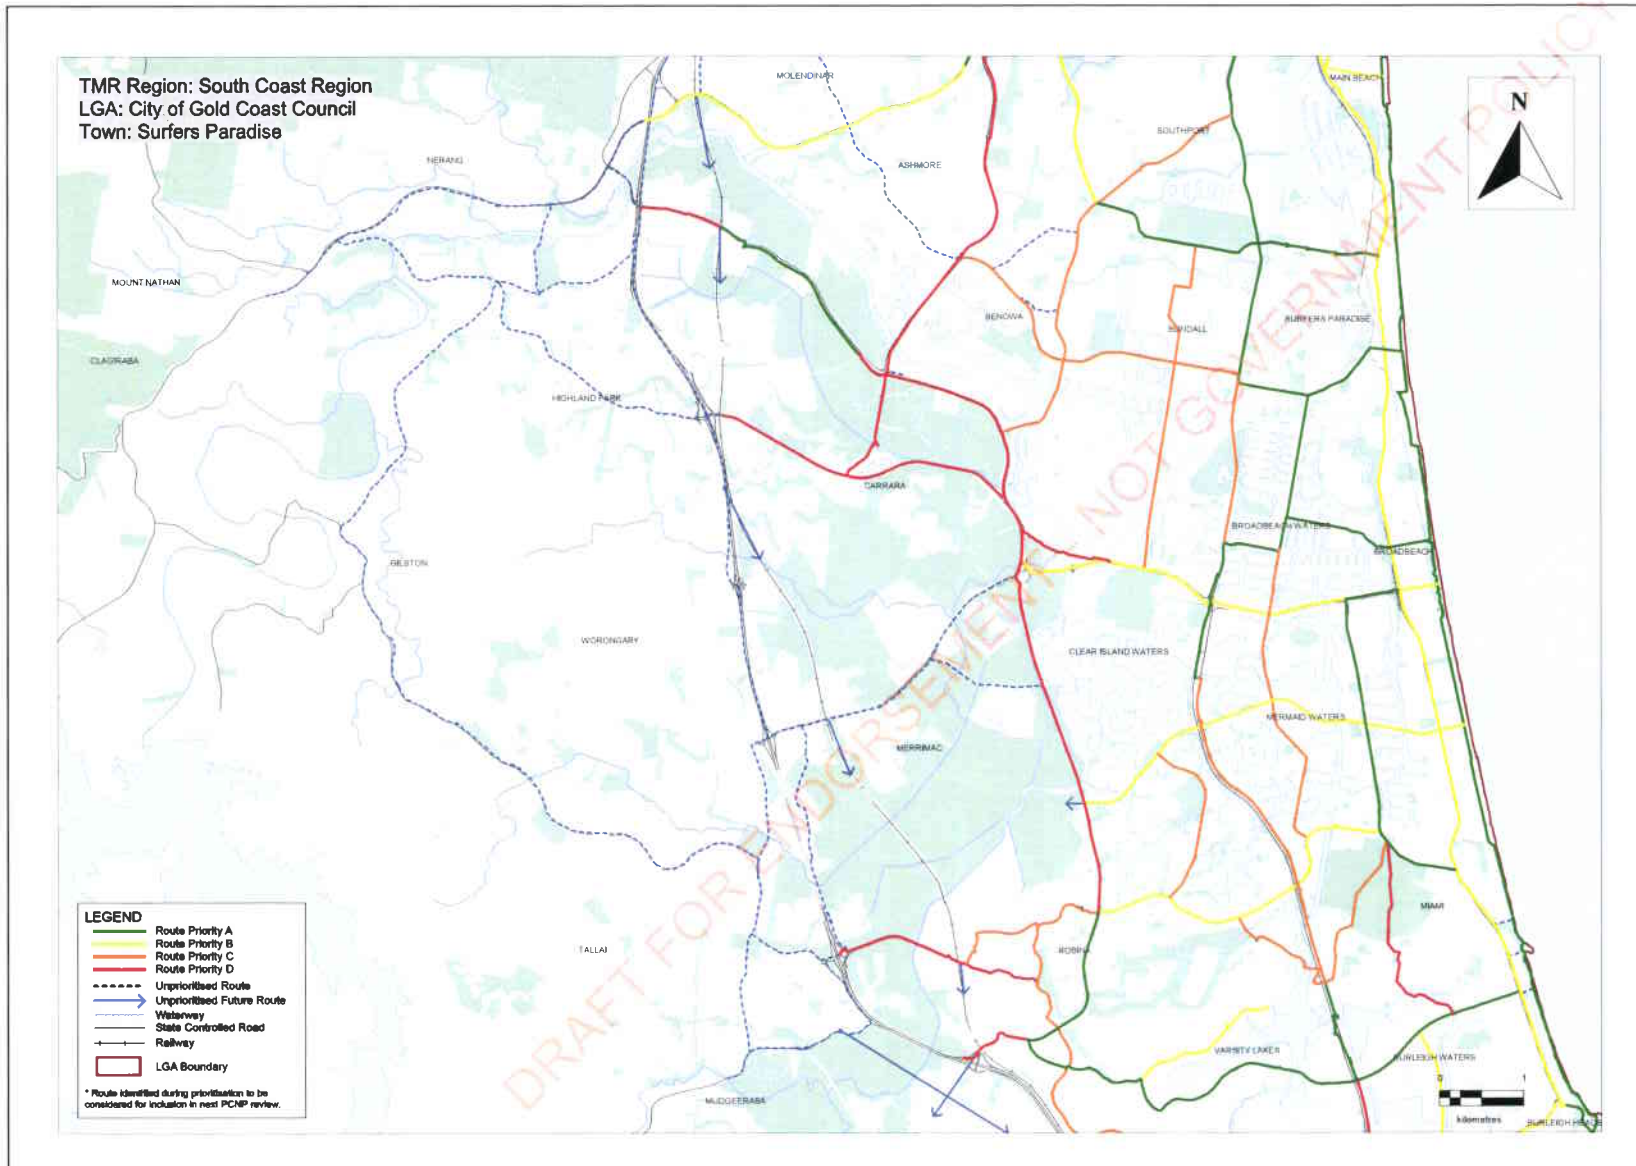 TMR Region: South Coast Region
LGA: City of Gold Coast Council
Town: Surfers Paradise
N
MOLENDINAR
MAIN BEACH
SOUTHPORT
NERANG
ASHMORE
MOUNT NATHAN
BENOWA
BUNDALL
SURFERS PARADISE
CLAGIRABA
HIGHLAND PARK
CARRARA
BROADBEACH WATERS
BROADBEACH
GILSTON
WORONGARY
CLEAR ISLAND WATERS
MERMAID WATERS
MERRIMAC
MIAMI
TALLAI
ROBINA
VARSITY LAKES
BURLEIGH WATERS
MUDGEERABA
BURLEIGH HEADS
0 1
kilometres
LEGEND
Route Priority A
Route Priority B
Route Priority C
Route Priority D
Unprioritised Route
Unprioritised Future Route
Waterway
State Controlled Road
Railway
LGA Boundary
* Route identified during prioritisation to be
considered for inclusion in next PCNP review.
DRAFT FOR ENDORSEMENT - NOT GOVERNMENT POLICY